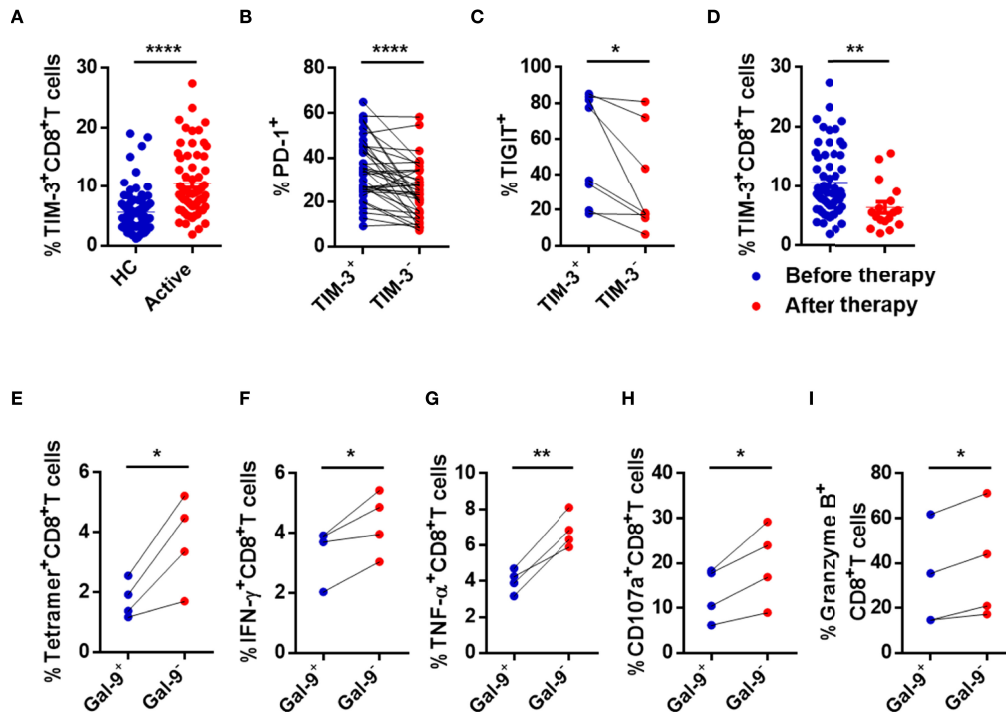 A
B
C
D
****
****
*
**
% TIM-3⁺CD8⁺T cells
30
20
10
0
HC
Active
% PD-1⁺
80
60
40
20
0
TIM-3⁺
TIM-3⁻
% TIGIT⁺
100
80
60
40
20
0
TIM-3⁺
TIM-3⁻
% TIM-3⁺CD8⁺T cells
30
20
10
0
Before therapy
After therapy
E
F
G
H
I
*
*
**
*
*
% Tetramer⁺CD8⁺T cells
6
4
2
0
Gal-9⁺
Gal-9⁻
% IFN-γ⁺CD8⁺T cells
6
4
2
0
Gal-9⁺
Gal-9⁻
% TNF-α⁺CD8⁺T cells
10
8
6
4
2
0
Gal-9⁺
Gal-9⁻
% CD107a⁺CD8⁺T cells
40
30
20
10
0
Gal-9⁺
Gal-9⁻
% Granzyme B⁺
CD8⁺T cells
80
60
40
20
0
Gal-9⁺
Gal-9⁻